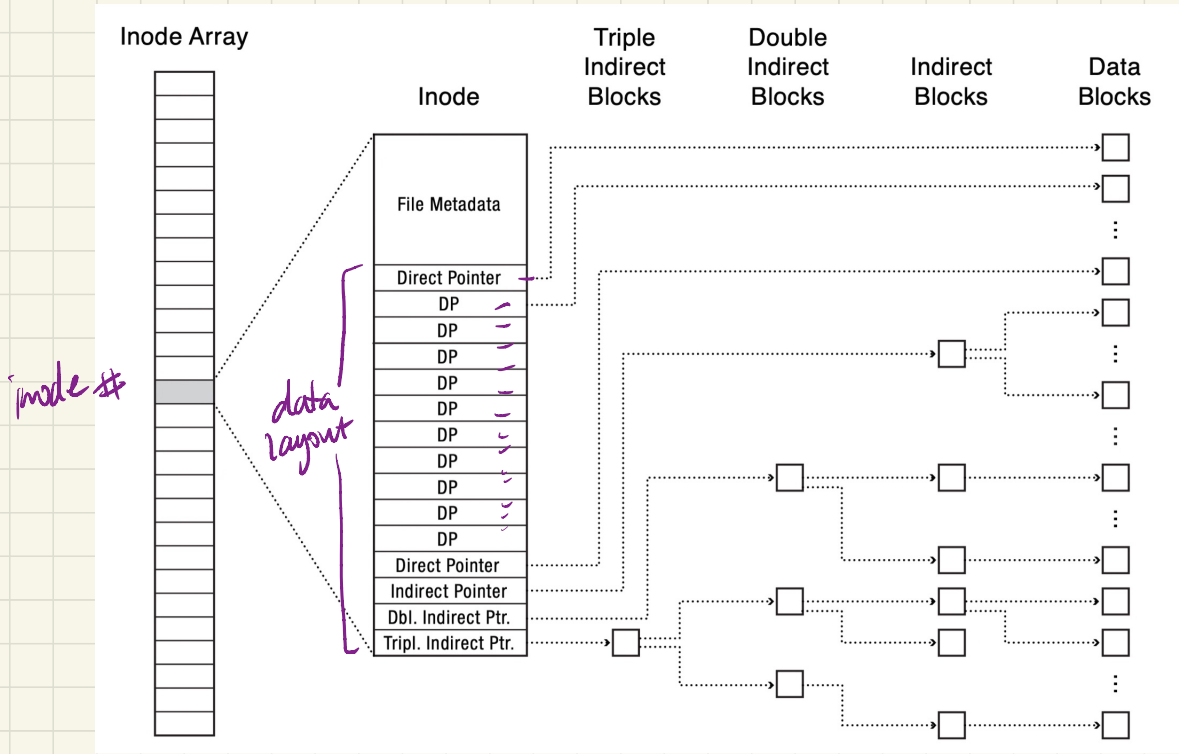 Inode Array
Triple
Indirect
Blocks
Double
Indirect
Blocks
Indirect
Blocks
Data
Blocks
Inode
File Metadata
Direct Pointer
DP
DP
DP
DP
DP
DP
DP
DP
DP
DP
Direct Pointer
Indirect Pointer
Dbl. Indirect Ptr.
Tripl. Indirect Ptr.
inode #
data
layout